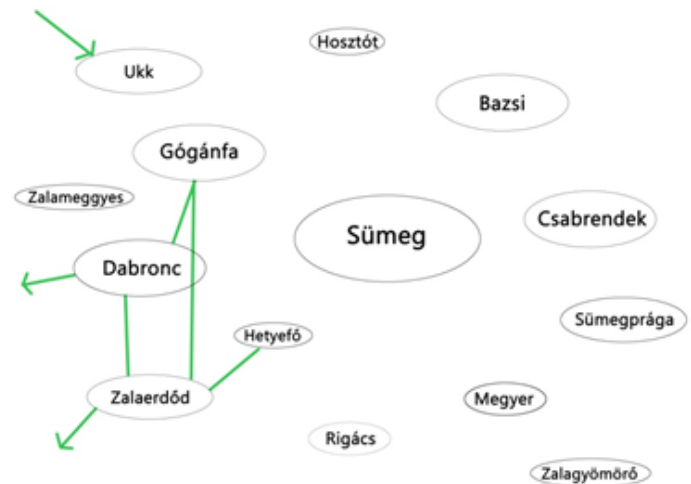 Hosztót
Ukk
Bazsi
Gógánfa
Zalameggyes
Csabrendek
Sümeg
Dabronc
Sümegprága
Hetyefő
Zalaerdőd
Megyer
Rigács
Zalagyömörő